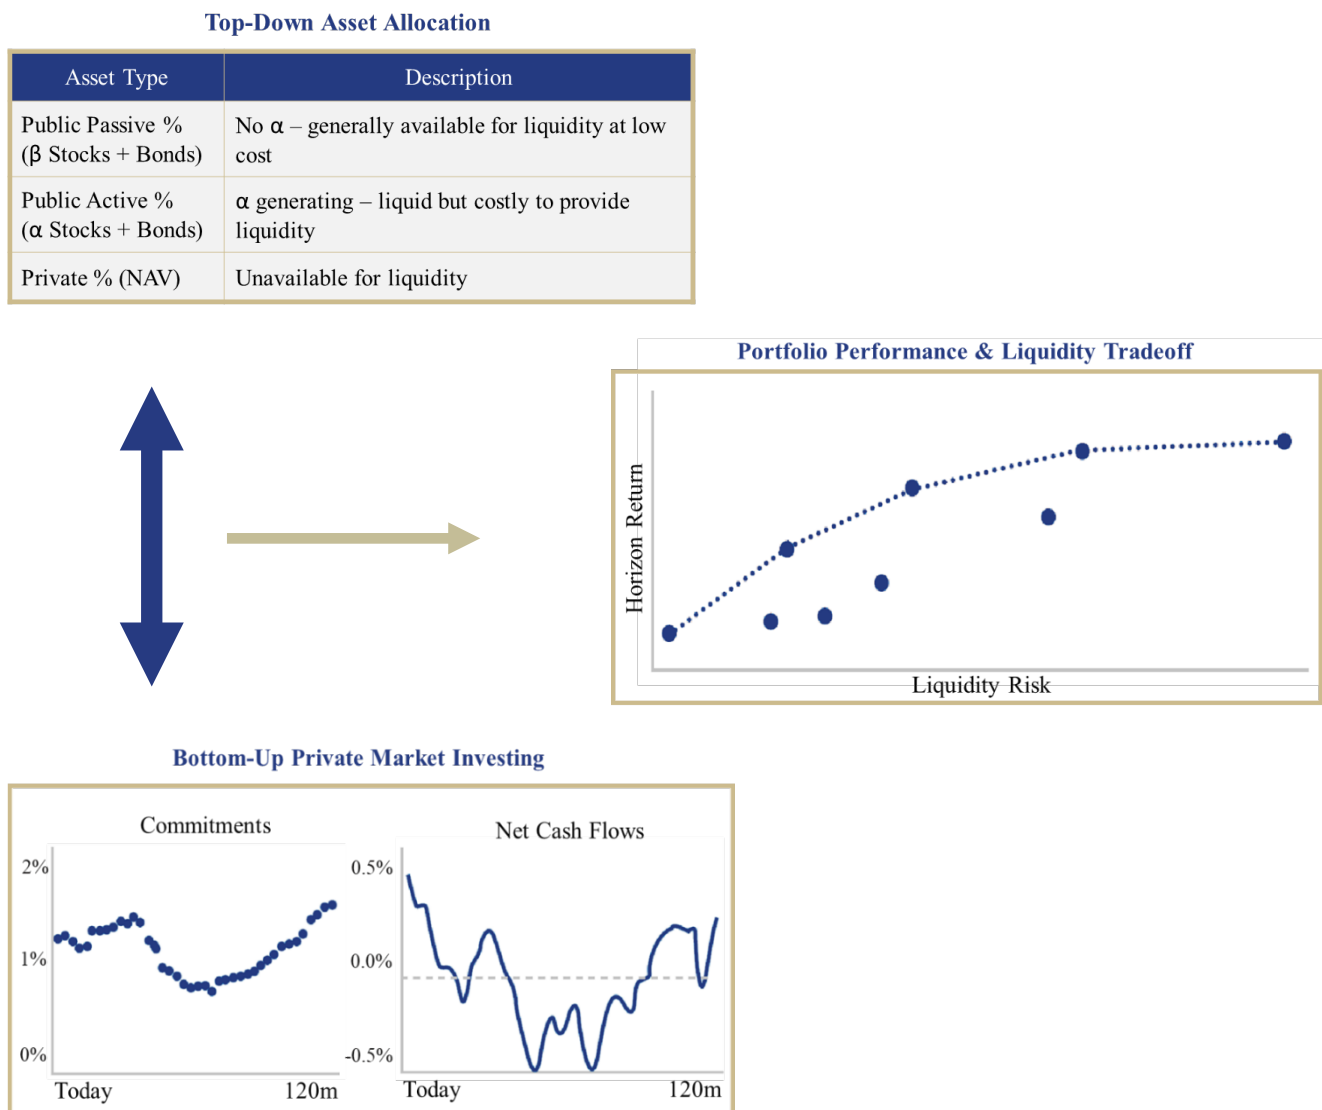 Top-Down Asset Allocation
Asset Type
Description
Public Passive %
(β Stocks + Bonds)
No α – generally available for liquidity at low
cost
Public Active %
(α Stocks + Bonds)
α generating – liquid but costly to provide
liquidity
Private % (NAV)
Unavailable for liquidity
Portfolio Performance & Liquidity Tradeoff
Horizon Return
Liquidity Risk
Bottom-Up Private Market Investing
Commitments
2%
1%
0%
Today
120m
Net Cash Flows
0.5%
0.0%
-0.5%
Today
120m